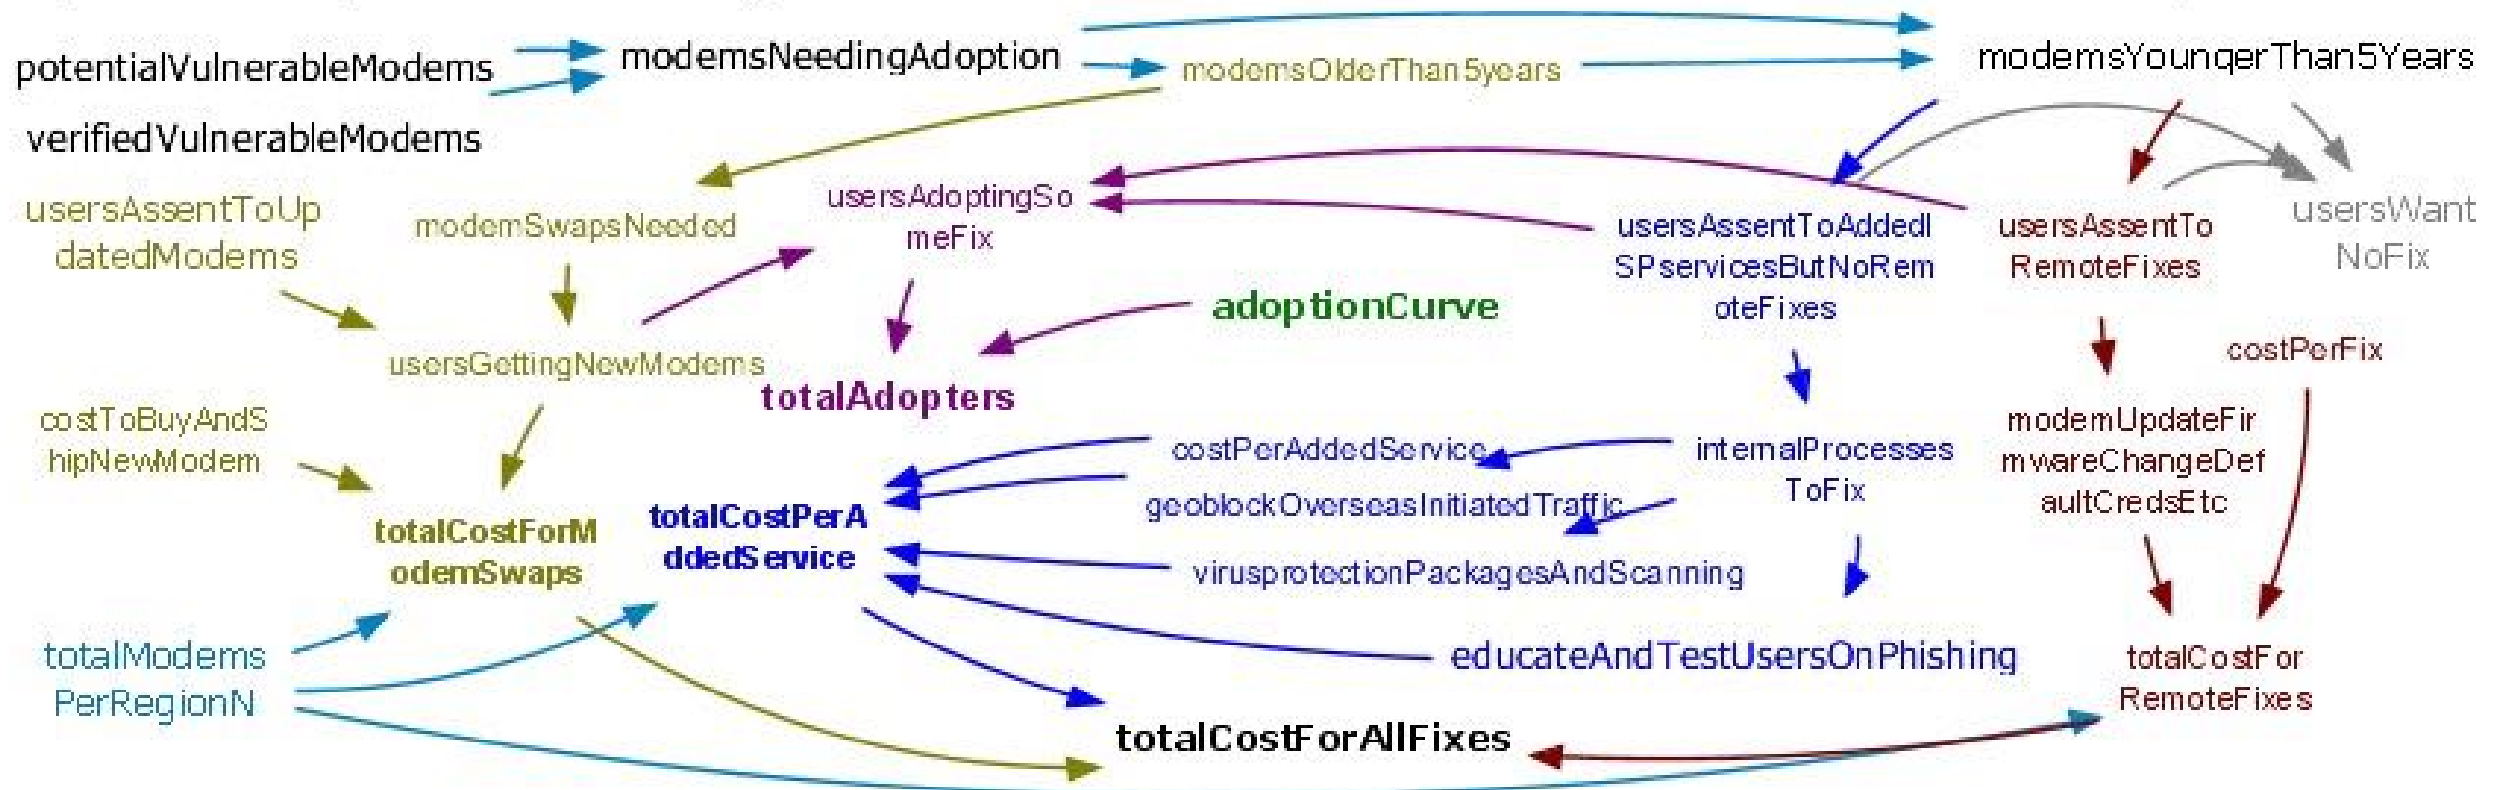 potentialVulnerableModems
modemsNeedingAdoption
modemsOlderThan5years
modemsYoungerThan5Years
verifiedVulnerableModems
usersAssentToUp
datedModems
modemSwapsNeeded
usersAdoptingSo
meFix
usersAssentToAddedI
SPservicesButNoRem
oteFixes
usersAssentTo
RemoteFixes
usersWant
NoFix
adoptionCurve
usersGettingNewModems
totalAdopters
costPerFix
costToBuyAndS
hipNewModem
costPerAddedService
internalProcesses
ToFix
modemUpdateFir
mwareChangeDef
aultCredsEtc
geoblockOverseasInitiatedTraffic
totalCostForM
odemSwaps
totalCostPerA
ddedService
virusprotectionPackagesAndScanning
totalModems
PerRegionN
educateAndTestUsersOnPhishing
totalCostFor
RemoteFixes
totalCostForAllFixes